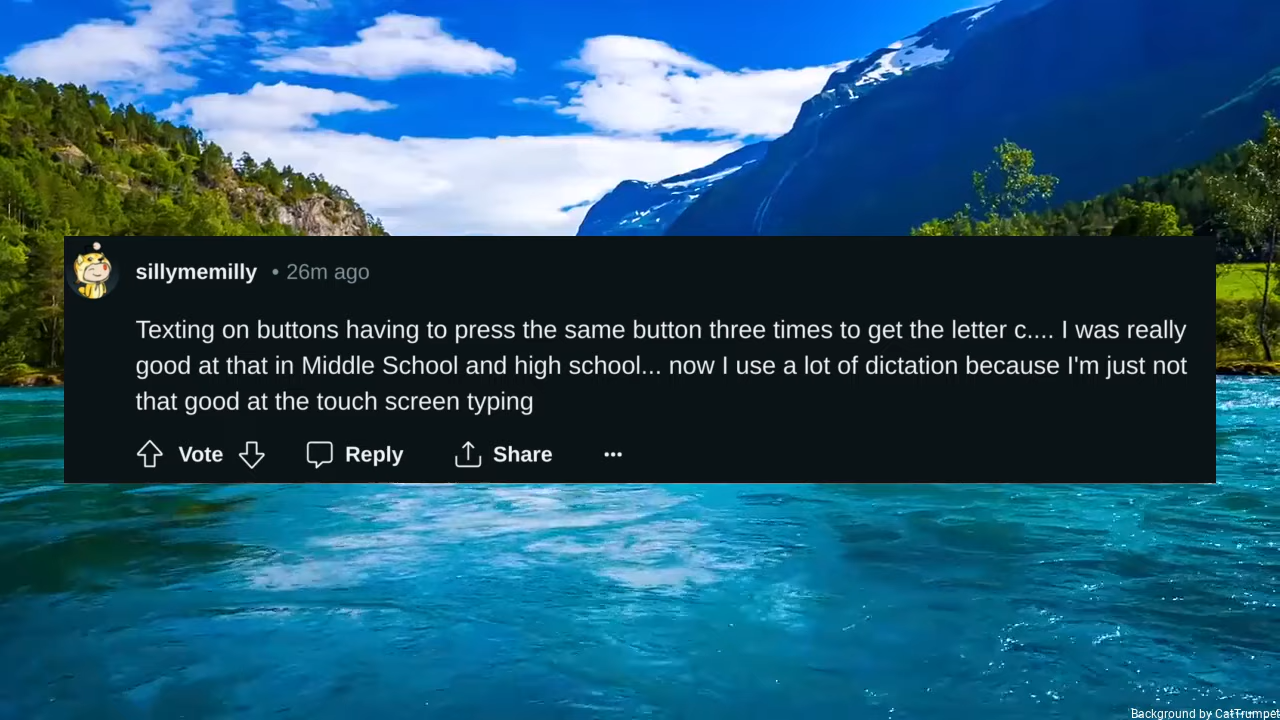 sillymemilly • 26m ago
Texting on buttons having to press the same button three times to get the letter c.... I was really
good at that in Middle School and high school... now I use a lot of dictation because I'm just not
that good at the touch screen typing
Vote Reply Share ...
Background by CatTrumpet